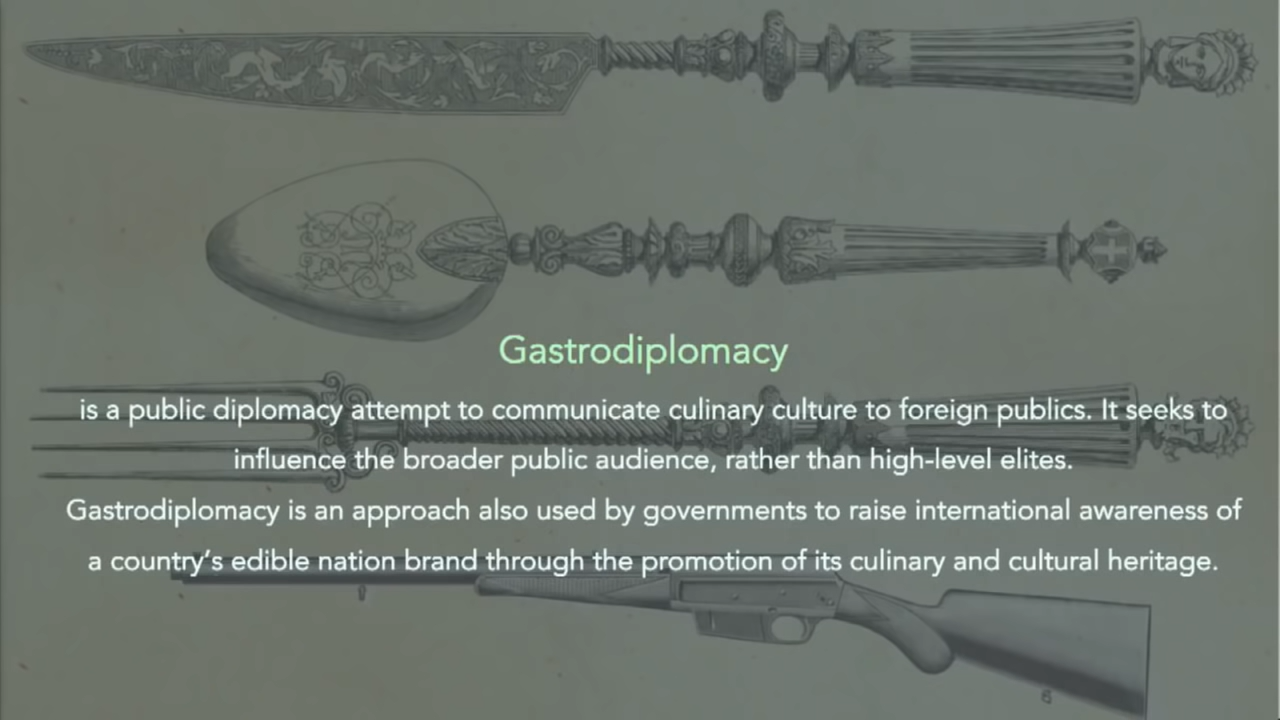 Gastrodiplomacy
is a public diplomacy attempt to communicate culinary culture to foreign publics. It seeks to
influence the broader public audience, rather than high-level elites.
Gastrodiplomacy is an approach also used by governments to raise international awareness of
a country’s edible nation brand through the promotion of its culinary and cultural heritage.
6
6